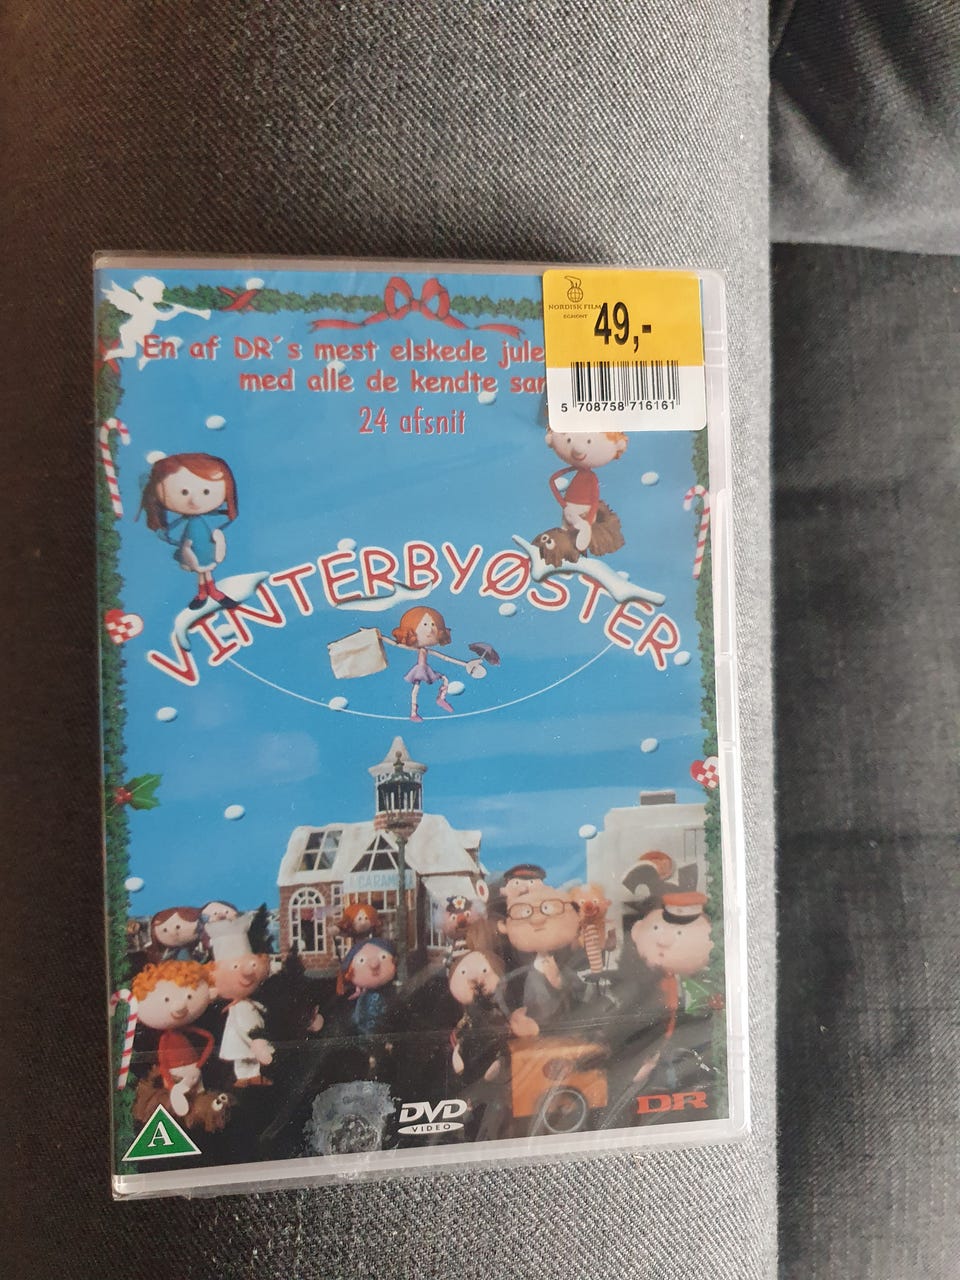 En af DR´s mest elskede jule
med alle de kendte san
24 afsnit
NORDISK FILM
EGMONT
49,-
5 708758 716161
VINTERBYØSTER
CARAM
A
DVD
VIDEO
DR